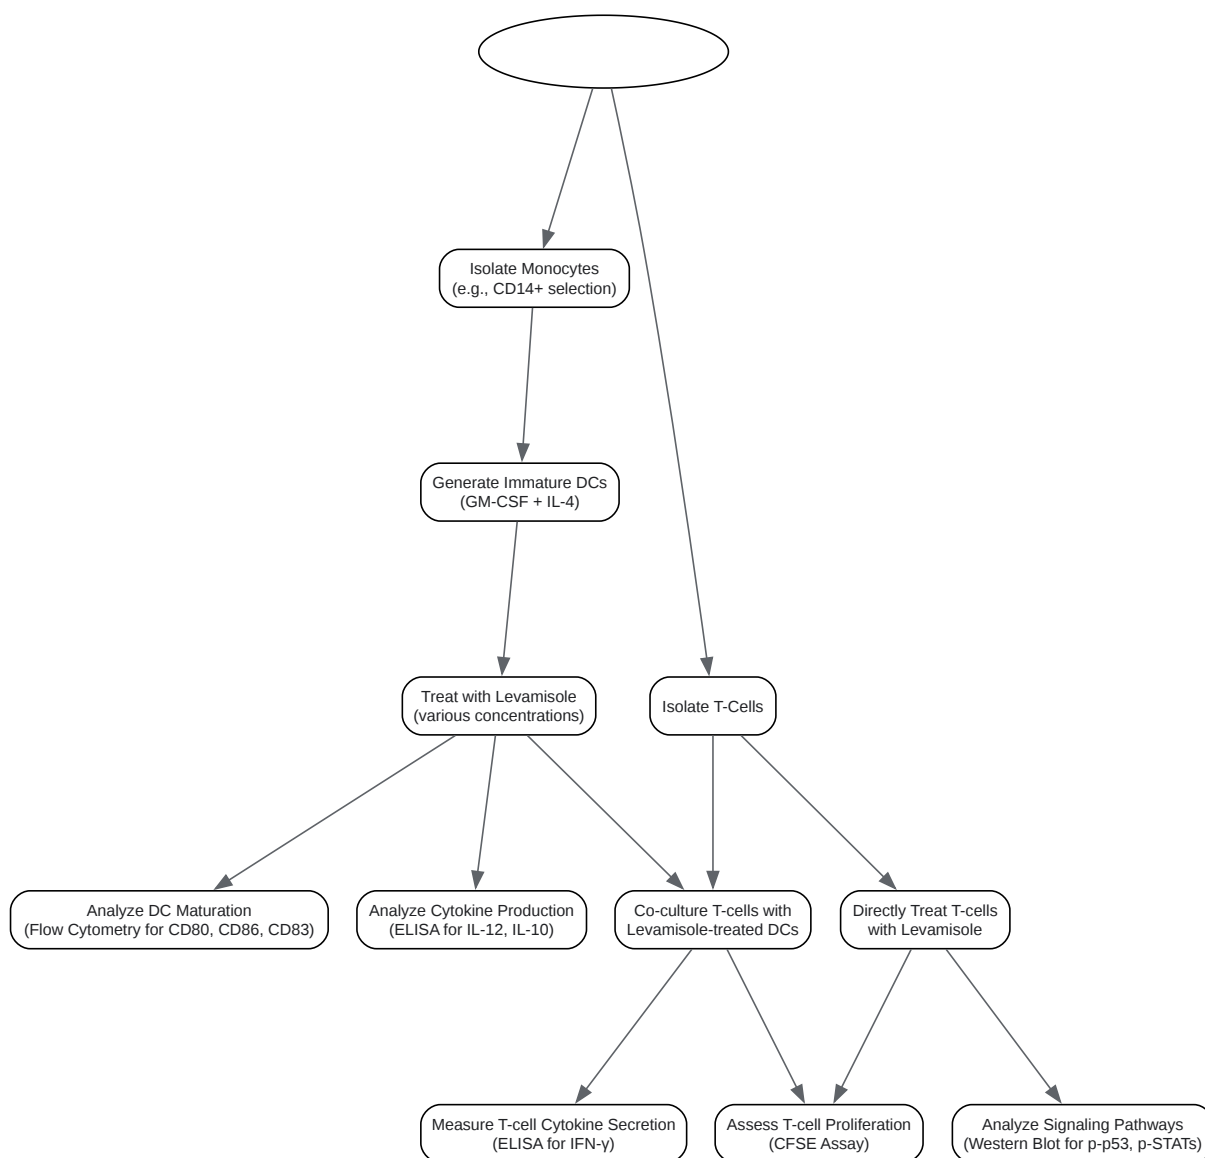 Isolate Monocytes
(e.g., CD14+ selection)
Generate Immature DCs
(GM-CSF + IL-4)
Treat with Levamisole
(various concentrations)
Isolate T-Cells
Analyze DC Maturation
(Flow Cytometry for CD80, CD86, CD83)
Analyze Cytokine Production
(ELISA for IL-12, IL-10)
Co-culture T-cells with
Levamisole-treated DCs
Directly Treat T-cells
with Levamisole
Measure T-cell Cytokine Secretion
(ELISA for IFN-γ)
Assess T-cell Proliferation
(CFSE Assay)
Analyze Signaling Pathways
(Western Blot for p-p53, p-STATs)